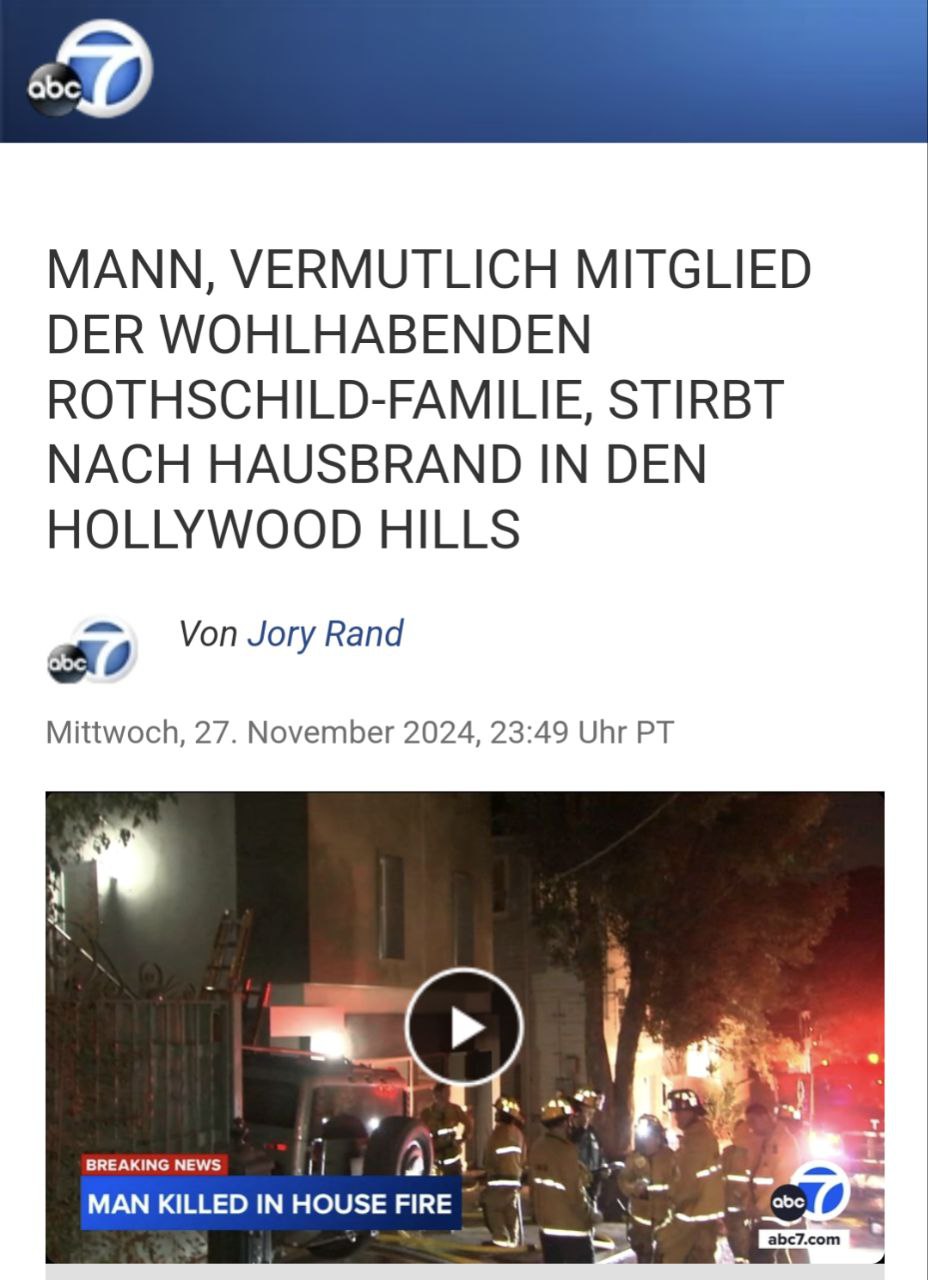 abc 7
MANN, VERMUTLICH MITGLIED
DER WOHLHABENDEN
ROTHSCHILD-FAMILIE, STIRBT
NACH HAUSBRAND IN DEN
HOLLYWOOD HILLS
abc 7
Von Jory Rand
Mittwoch, 27. November 2024, 23:49 Uhr PT
BREAKING NEWS
MAN KILLED IN HOUSE FIRE
abc 7
abc7.com